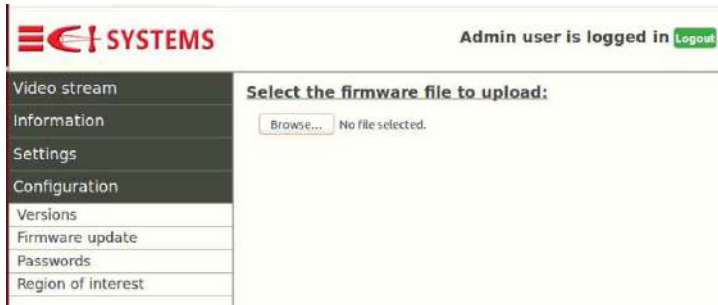 ECI SYSTEMS
Admin user is logged in Logout
Video stream
Information
Settings
Configuration
Versions
Firmware update
Passwords
Region of interest
Select the firmware file to upload:
Browse... No file selected.